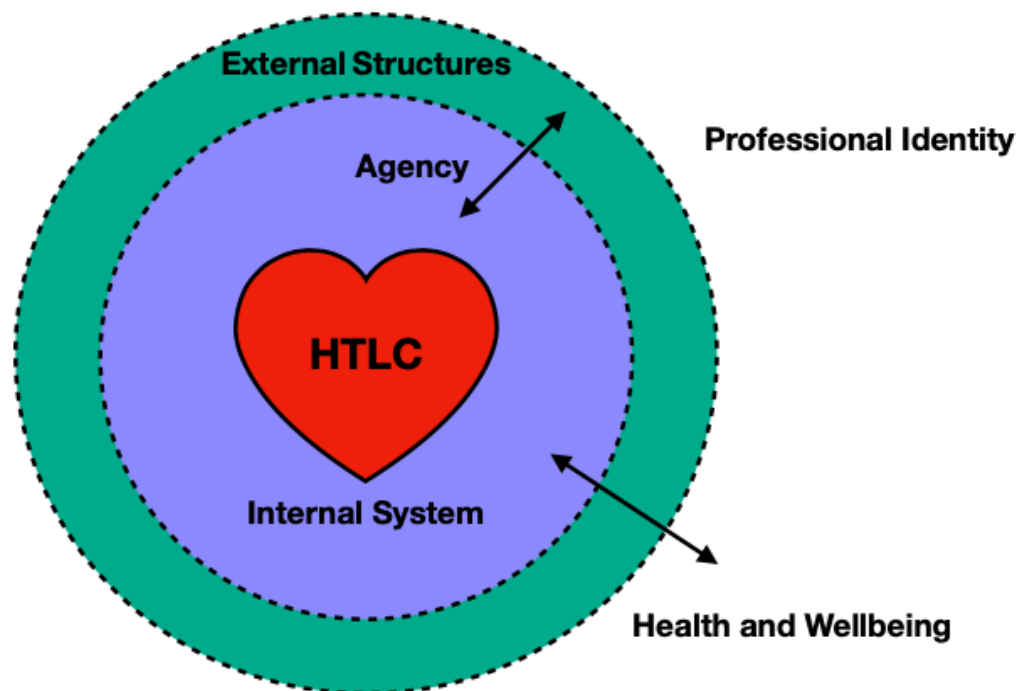 External Structures
Professional Identity
Agency
HTLC
Internal System
Health and Wellbeing